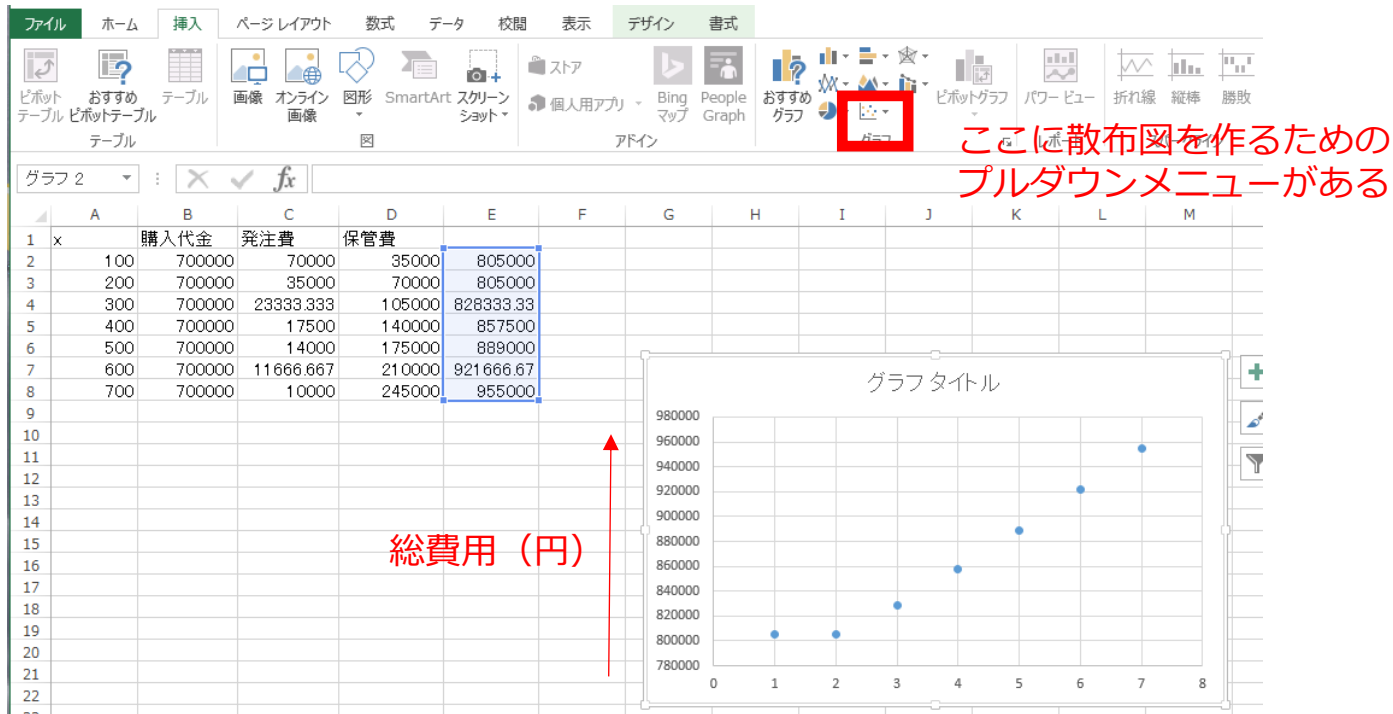 ファイル ホーム 挿入 ページ レイアウト 数式 データ 校閲 表示 デザイン 書式
ピボット
テーブル
おすすめ
ピボットテーブル
テーブル
画像
オンライン
画像
図形
SmartArt
スクリーン
ショット
ストア
個人用アプリ
Bing
マップ
People
Graph
おすすめ
グラフ
ピボットグラフ
パワー ビュー
折れ線
縦棒
勝敗
テーブル 図 アドイン グラフ
ここに散布図を作るための
プルダウンメニューがある
グラフ 2 fx
A B C D E F G H I J K L M
1 x 購入代金 発注費 保管費
2 100 700000 70000 35000 805000
3 200 700000 35000 70000 805000
4 300 700000 23333.333 105000 828333.33
5 400 700000 17500 140000 857500
6 500 700000 14000 175000 889000
7 600 700000 11666.667 210000 921666.67
8 700 700000 10000 245000 955000
9
10
11
12
13
14
15
16
17
18
19
20
21
22
総費用（円）
グラフ タイトル
980000
960000
940000
920000
900000
880000
860000
840000
820000
800000
780000
0 1 2 3 4 5 6 7 8